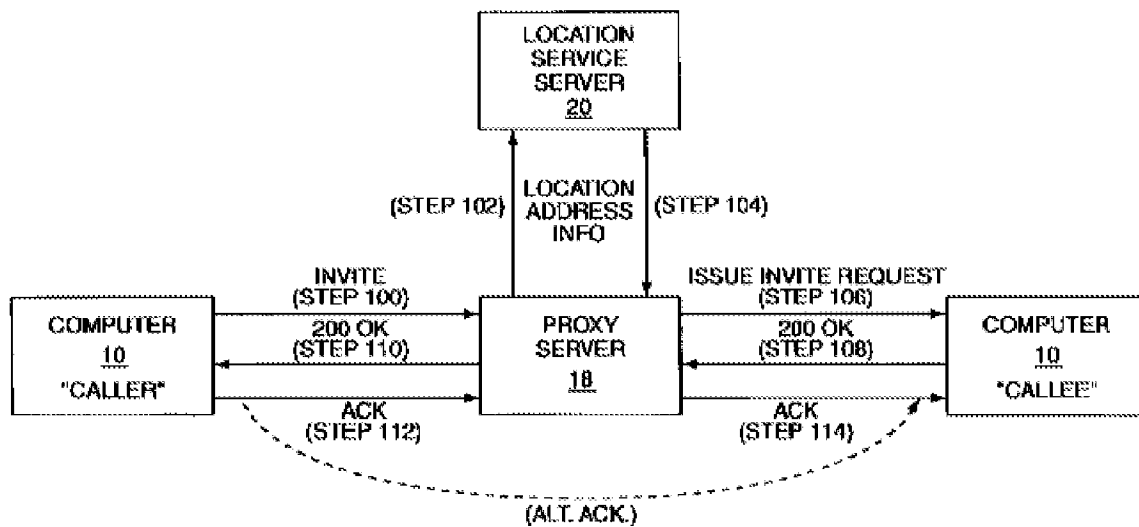 LOCATION
SERVICE
SERVER
20
(STEP 102)
LOCATION
ADDRESS
INFO
(STEP 104)
INVITE
(STEP 100)
ISSUE INVITE REQUEST
(STEP 106)
COMPUTER
10
"CALLER"
200 OK
(STEP 110)
PROXY
SERVER
18
200 OK
(STEP 108)
COMPUTER
10
"CALLEE"
ACK
(STEP 112)
ACK
(STEP 114)
(ALT. ACK.)